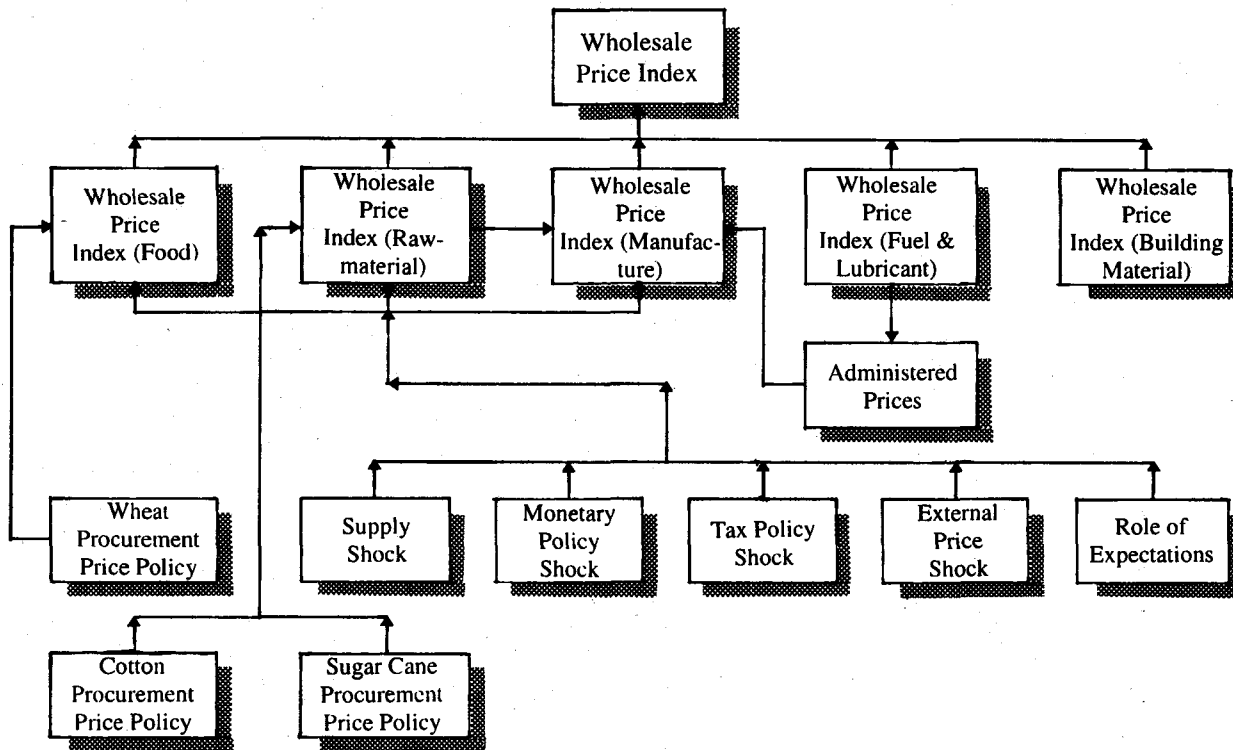 Wholesale
Price Index
Wholesale
Price
Index (Food)
Wholesale
Price
Index (Raw-
material)
Wholesale
Price
Index (Manufac-
ture)
Wholesale
Price
Index (Fuel &
Lubricant)
Wholesale
Price
Index (Building
Material)
Administered
Prices
Wheat
Procurement
Price Policy
Supply
Shock
Monetary
Policy
Shock
Tax Policy
Shock
External
Price
Shock
Role of
Expectations
Cotton
Procurement
Price Policy
Sugar Cane
Procurement
Price Policy